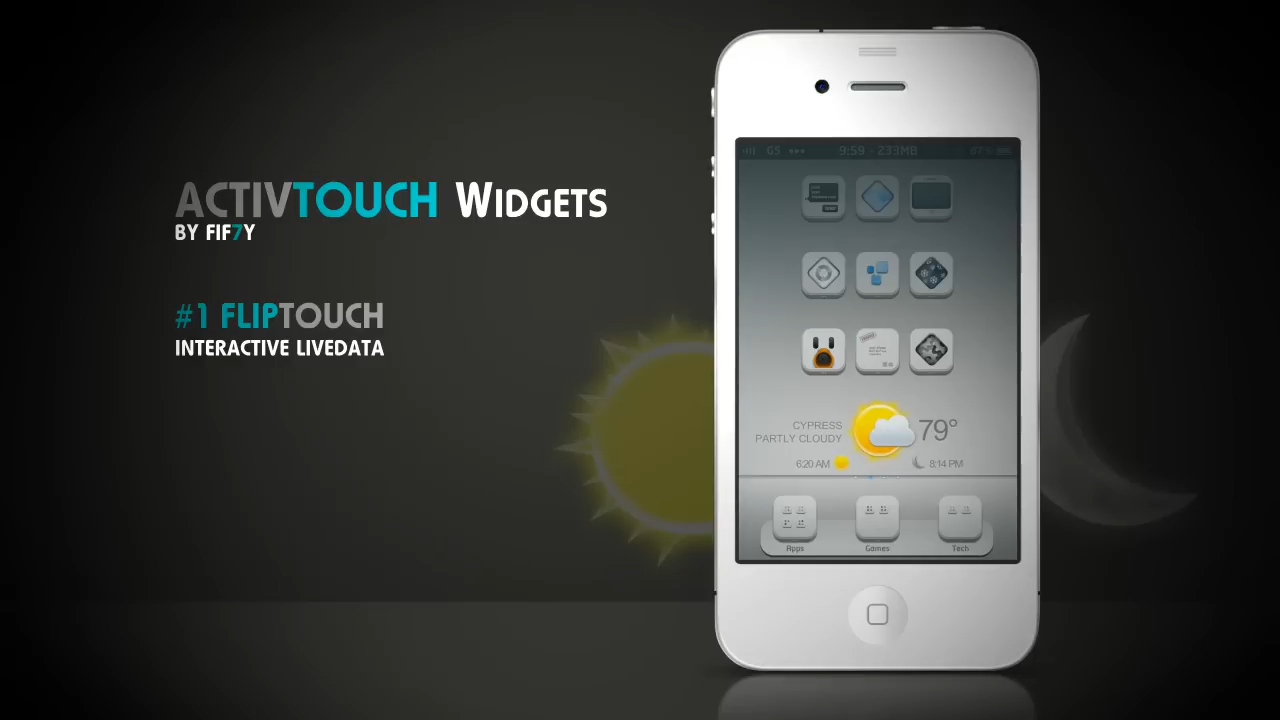 ACTIVTOUCH WIDGETS
BY FIF7Y
#1 FLIPTOUCH
INTERACTIVE LIVEDATA
9:59 - 233MB
CYPRESS
PARTLY CLOUDY
79°
6:20 AM
8:14 PM
Apps
Games
Tech